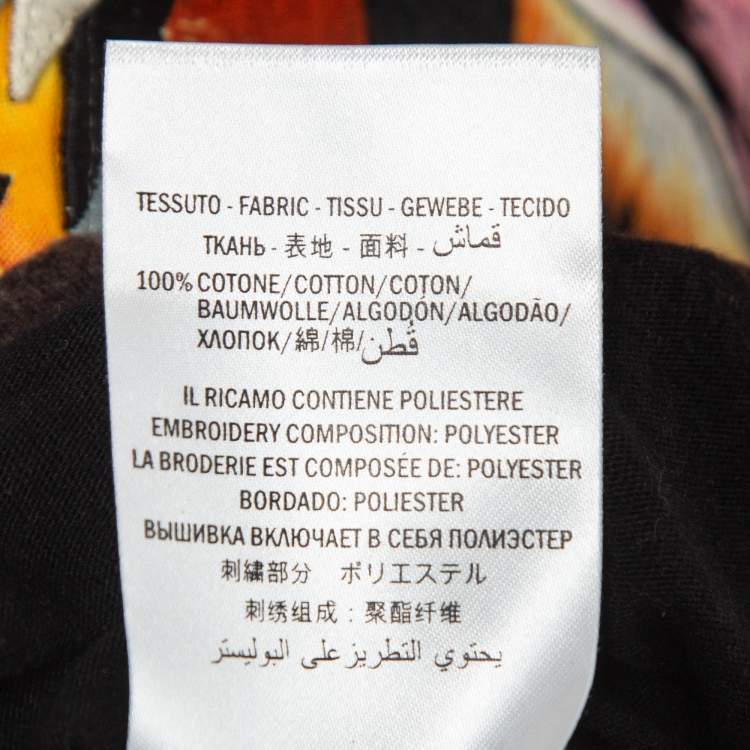 TESSUTO - FABRIC - TISSU - GEWEBE - TECIDO
ТКАНЬ - 表地 - 面料 - قماش
100% COTONE/COTTON/COTON/
BAUMWOLLE/ALGODÓN/ALGODÃO/
ХЛОПОК/綿/棉/قُطن
IL RICAMO CONTIENE POLIESTERE
EMBROIDERY COMPOSITION: POLYESTER
LA BRODERIE EST COMPOSÉE DE: POLYESTER
BORDADO: POLIESTER
ВЫШИВКА ВКЛЮЧАЕТ В СЕБЯ ПОЛИЭСТЕР
刺繍部分 ポリエステル
刺绣组成：聚酯纤维
يحتوي التطريز على البوليستر